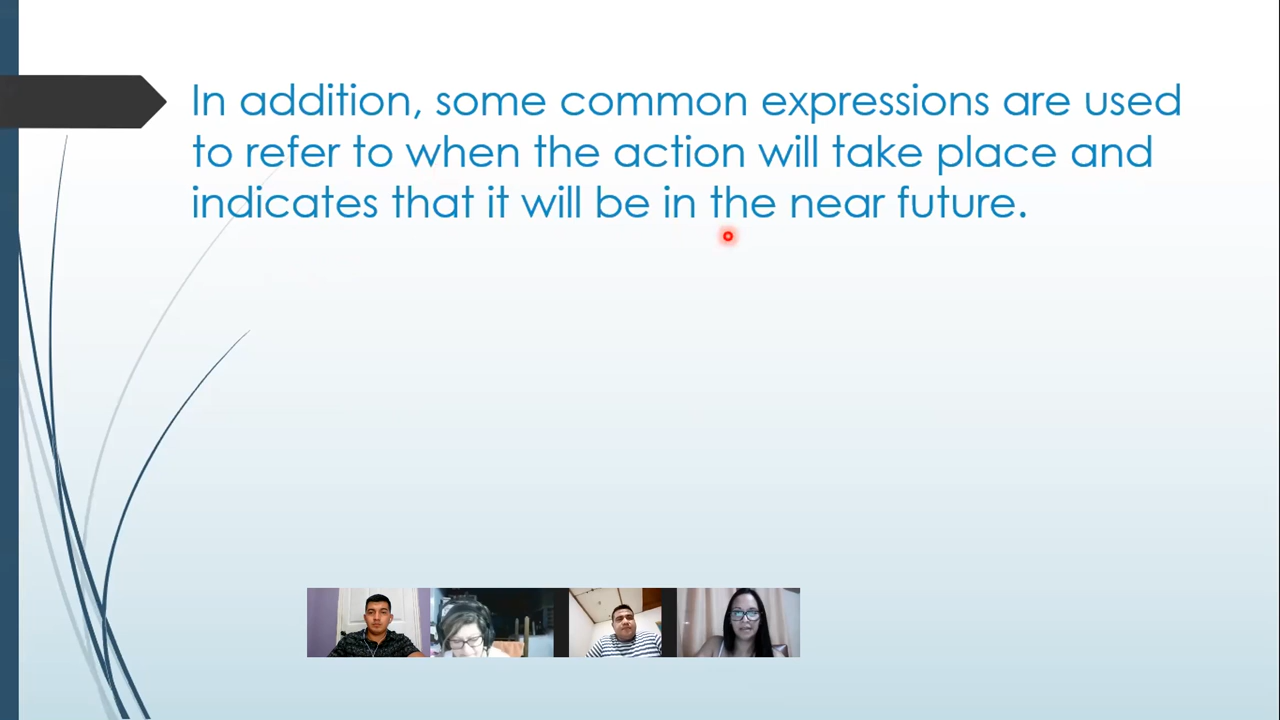 In addition, some common expressions are used
to refer to when the action will take place and
indicates that it will be in the near future.